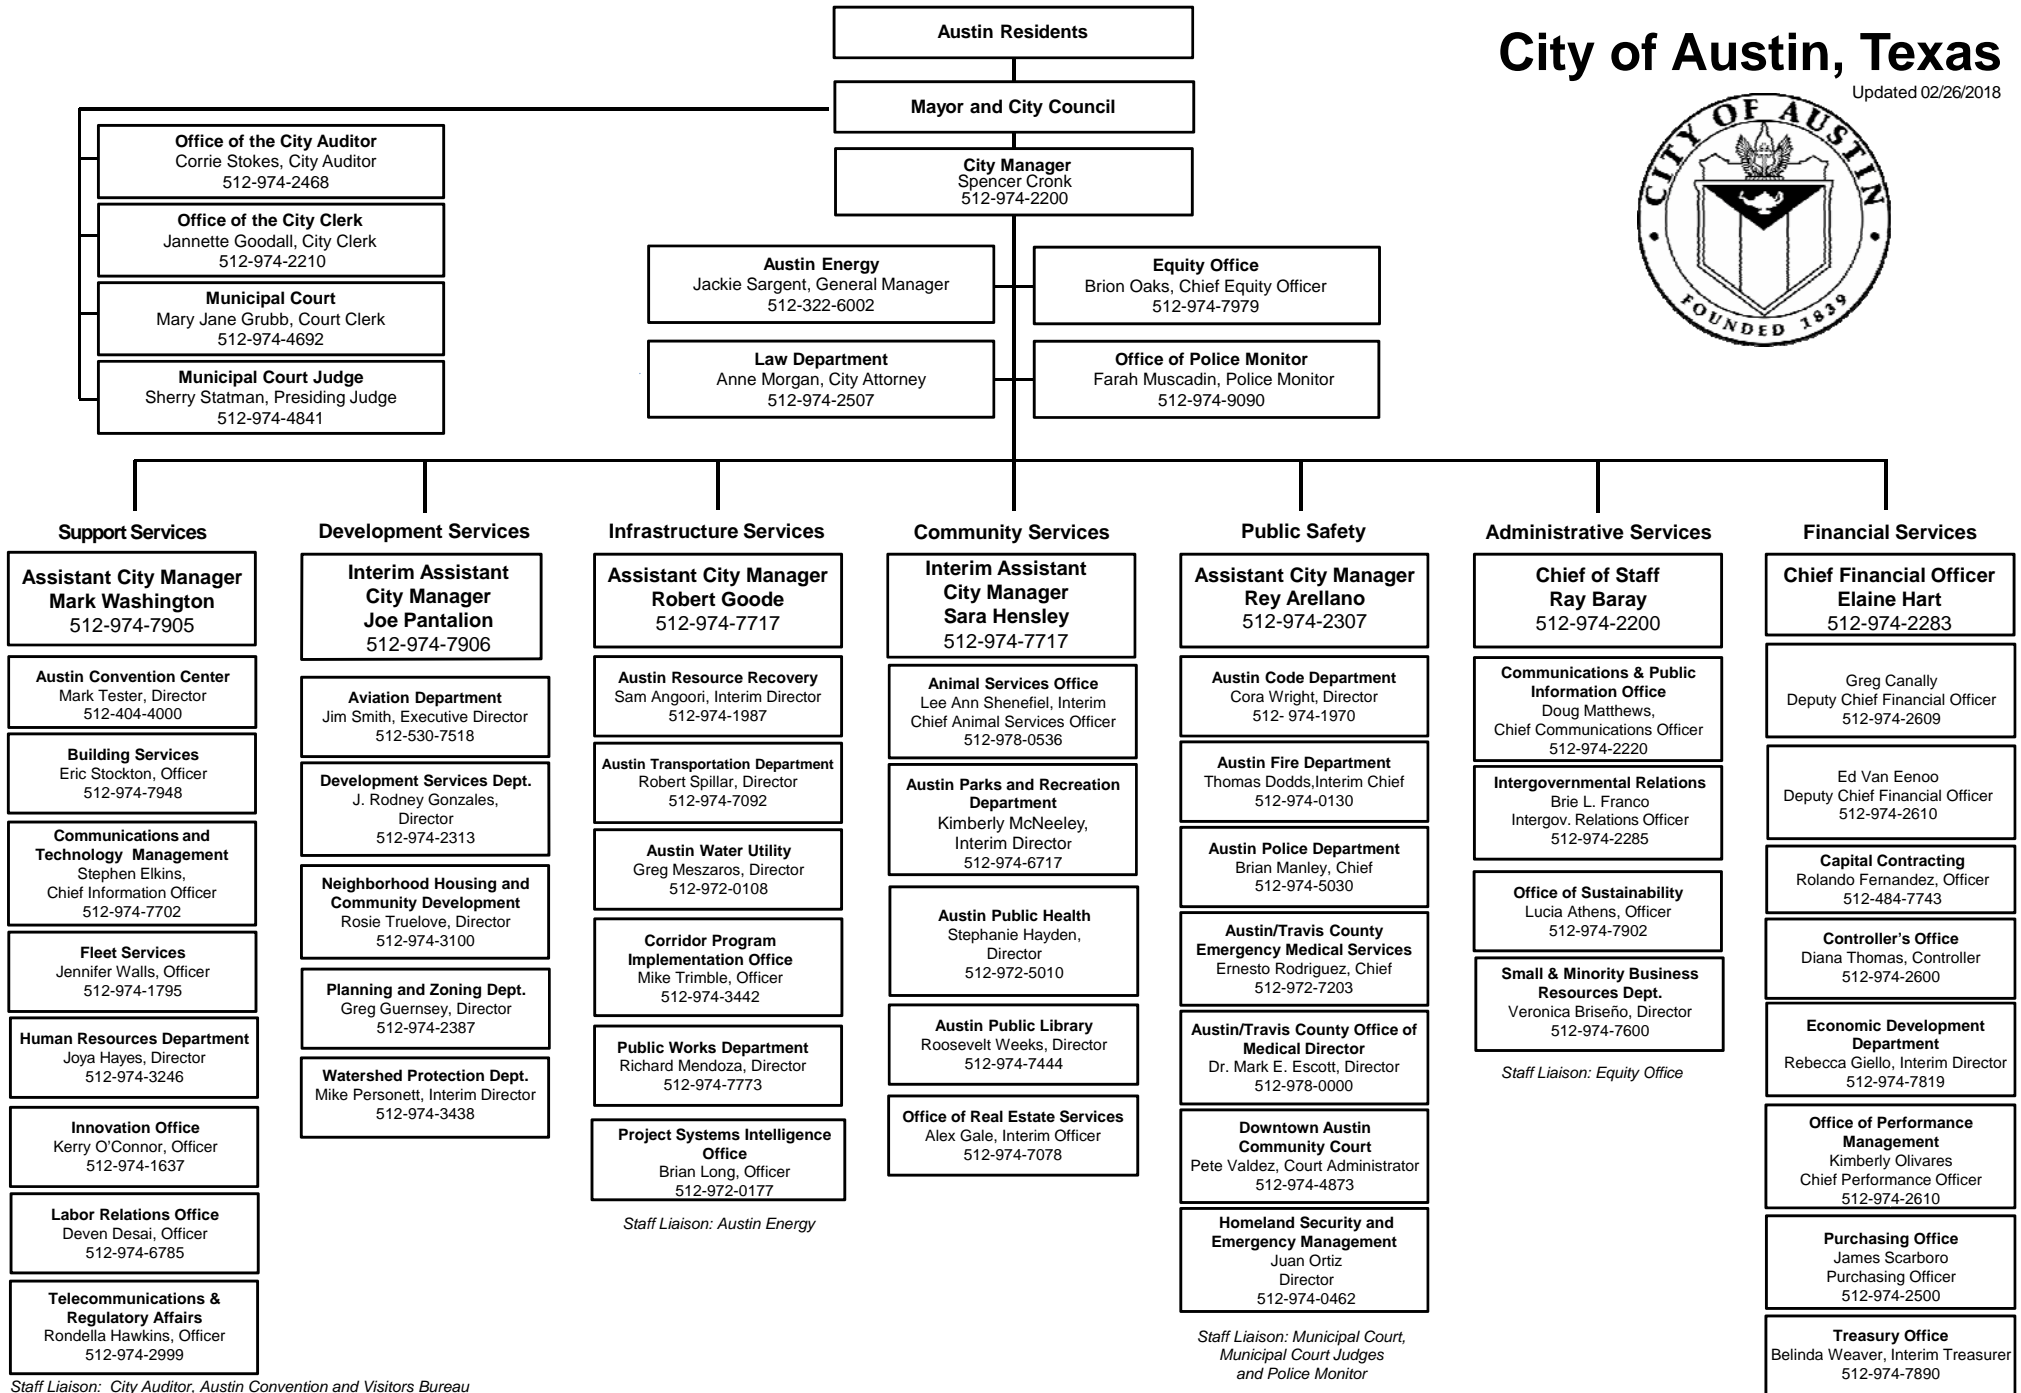 Austin Residents
City of Austin, Texas
Updated 02/26/2018
CITY OF AUSTIN
FOUNDED 1839
Mayor and City Council
City Manager
Spencer Cronk
512-974-2200
Office of the City Auditor
Corrie Stokes, City Auditor
512-974-2468
Office of the City Clerk
Jannette Goodall, City Clerk
512-974-2210
Municipal Court
Mary Jane Grubb, Court Clerk
512-974-4692
Municipal Court Judge
Sherry Statman, Presiding Judge
512-974-4841
Austin Energy
Jackie Sargent, General Manager
512-322-6002
Equity Office
Brion Oaks, Chief Equity Officer
512-974-7979
Law Department
Anne Morgan, City Attorney
512-974-2507
Office of Police Monitor
Farah Muscadin, Police Monitor
512-974-9090
Support Services
Assistant City Manager
Mark Washington
512-974-7905
Austin Convention Center
Mark Tester, Director
512-404-4000
Building Services
Eric Stockton, Officer
512-974-7948
Communications and
Technology Management
Stephen Elkins,
Chief Information Officer
512-974-7702
Fleet Services
Jennifer Walls, Officer
512-974-1795
Human Resources Department
Joya Hayes, Director
512-974-3246
Innovation Office
Kerry O'Connor, Officer
512-974-1637
Labor Relations Office
Deven Desai, Officer
512-974-6785
Telecommunications &
Regulatory Affairs
Rondella Hawkins, Officer
512-974-2999
Staff Liaison: City Auditor, Austin Convention and Visitors Bureau
Development Services
Interim Assistant
City Manager
Joe Pantalion
512-974-7906
Aviation Department
Jim Smith, Executive Director
512-530-7518
Development Services Dept.
J. Rodney Gonzales,
Director
512-974-2313
Neighborhood Housing and
Community Development
Rosie Truelove, Director
512-974-3100
Planning and Zoning Dept.
Greg Guernsey, Director
512-974-2387
Watershed Protection Dept.
Mike Personett, Interim Director
512-974-3438
Infrastructure Services
Assistant City Manager
Robert Goode
512-974-7717
Austin Resource Recovery
Sam Angoori, Interim Director
512-974-1987
Austin Transportation Department
Robert Spillar, Director
512-974-7092
Austin Water Utility
Greg Meszaros, Director
512-972-0108
Corridor Program
Implementation Office
Mike Trimble, Officer
512-974-3442
Public Works Department
Richard Mendoza, Director
512-974-7773
Project Systems Intelligence
Office
Brian Long, Officer
512-972-0177
Staff Liaison: Austin Energy
Community Services
Interim Assistant
City Manager
Sara Hensley
512-974-7717
Animal Services Office
Lee Ann Shenefiel, Interim
Chief Animal Services Officer
512-978-0536
Austin Parks and Recreation
Department
Kimberly McNeeley,
Interim Director
512-974-6717
Austin Public Health
Stephanie Hayden,
Director
512-972-5010
Austin Public Library
Roosevelt Weeks, Director
512-974-7444
Office of Real Estate Services
Alex Gale, Interim Officer
512-974-7078
Public Safety
Assistant City Manager
Rey Arellano
512-974-2307
Austin Code Department
Cora Wright, Director
512- 974-1970
Austin Fire Department
Thomas Dodds,Interim Chief
512-974-0130
Austin Police Department
Brian Manley, Chief
512-974-5030
Austin/Travis County
Emergency Medical Services
Ernesto Rodriguez, Chief
512-972-7203
Austin/Travis County Office of
Medical Director
Dr. Mark E. Escott, Director
512-978-0000
Downtown Austin
Community Court
Pete Valdez, Court Administrator
512-974-4873
Homeland Security and
Emergency Management
Juan Ortiz
Director
512-974-0462
Staff Liaison: Municipal Court,
Municipal Court Judges
and Police Monitor
Administrative Services
Chief of Staff
Ray Baray
512-974-2200
Communications & Public
Information Office
Doug Matthews,
Chief Communications Officer
512-974-2220
Intergovernmental Relations
Brie L. Franco
Intergov. Relations Officer
512-974-2285
Office of Sustainability
Lucia Athens, Officer
512-974-7902
Small & Minority Business
Resources Dept.
Veronica Briseño, Director
512-974-7600
Staff Liaison: Equity Office
Financial Services
Chief Financial Officer
Elaine Hart
512-974-2283
Greg Canally
Deputy Chief Financial Officer
512-974-2609
Ed Van Eenoo
Deputy Chief Financial Officer
512-974-2610
Capital Contracting
Rolando Fernandez, Officer
512-484-7743
Controller's Office
Diana Thomas, Controller
512-974-2600
Economic Development
Department
Rebecca Giello, Interim Director
512-974-7819
Office of Performance
Management
Kimberly Olivares
Chief Performance Officer
512-974-2610
Purchasing Office
James Scarboro
Purchasing Officer
512-974-2500
Treasury Office
Belinda Weaver, Interim Treasurer
512-974-7890